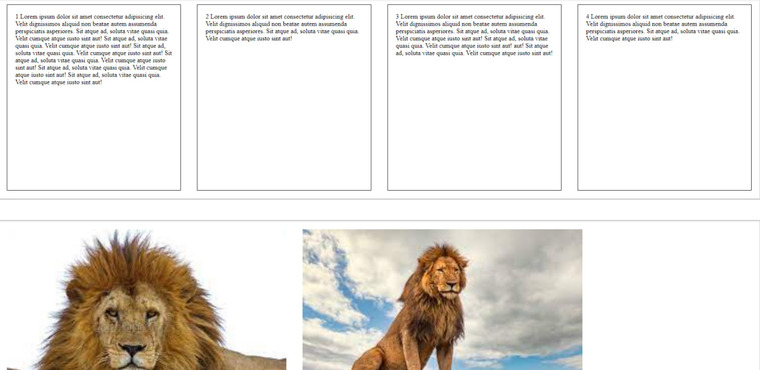 1 Lorem ipsum dolor sit amet consectetur adipisicing elit.
Velit dignissimos aliquid non beatae autem assumenda
perspiciatis asperiores. Sit atque ad, soluta vitae quasi quia.
Velit cumque atque iusto sint aut! Sit atque ad, soluta vitae
quasi quia. Velit cumque atque iusto sint aut! Sit atque ad,
soluta vitae quasi quia. Velit cumque atque iusto sint aut! Sit
atque ad, soluta vitae quasi quia. Velit cumque atque iusto
sint aut! Sit atque ad, soluta vitae quasi quia. Velit cumque
atque iusto sint aut! Sit atque ad, soluta vitae quasi quia.
Velit cumque atque iusto sint aut!
2 Lorem ipsum dolor sit amet consectetur adipisicing elit.
Velit dignissimos aliquid non beatae autem assumenda
perspiciatis asperiores. Sit atque ad, soluta vitae quasi quia.
Velit cumque atque iusto sint aut!
3 Lorem ipsum dolor sit amet consectetur adipisicing elit.
Velit dignissimos aliquid non beatae autem assumenda
perspiciatis asperiores. Sit atque ad, soluta vitae quasi quia.
Velit cumque atque iusto sint aut! Sit atque ad, soluta vitae
quasi quia. Velit cumque atque iusto sint aut! aut! Sit atque
ad, soluta vitae quasi quia. Velit cumque atque iusto sint aut!
4 Lorem ipsum dolor sit amet consectetur adipisicing elit.
Velit dignissimos aliquid non beatae autem assumenda
perspiciatis asperiores. Sit atque ad, soluta vitae quasi quia.
Velit cumque atque iusto sint aut!